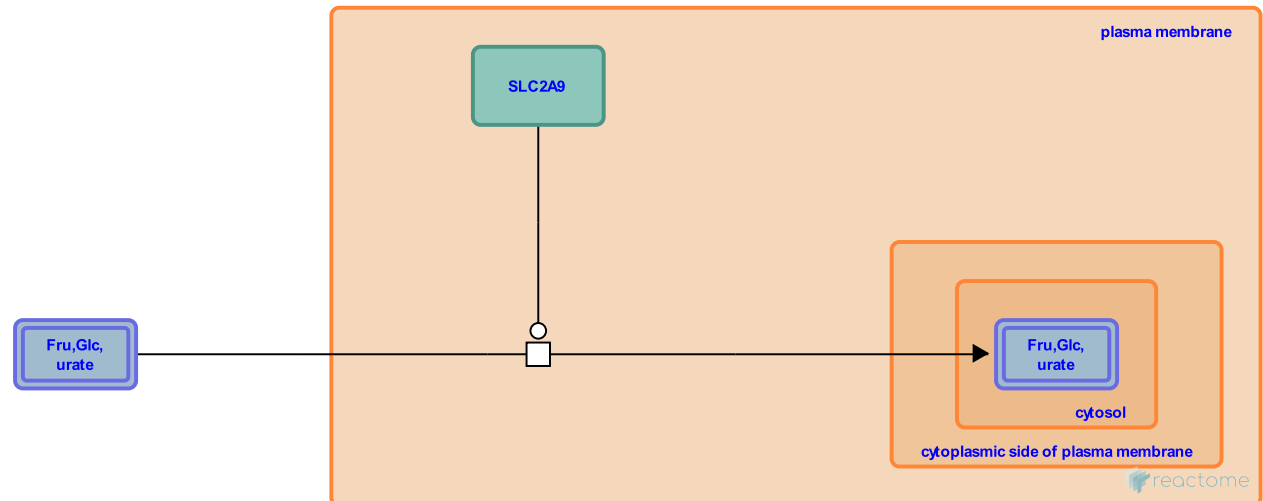 plasma membrane
SLC2A9
Fru,Glc,
urate
Fru,Glc,
urate
cytosol
cytoplasmic side of plasma membrane
reactome